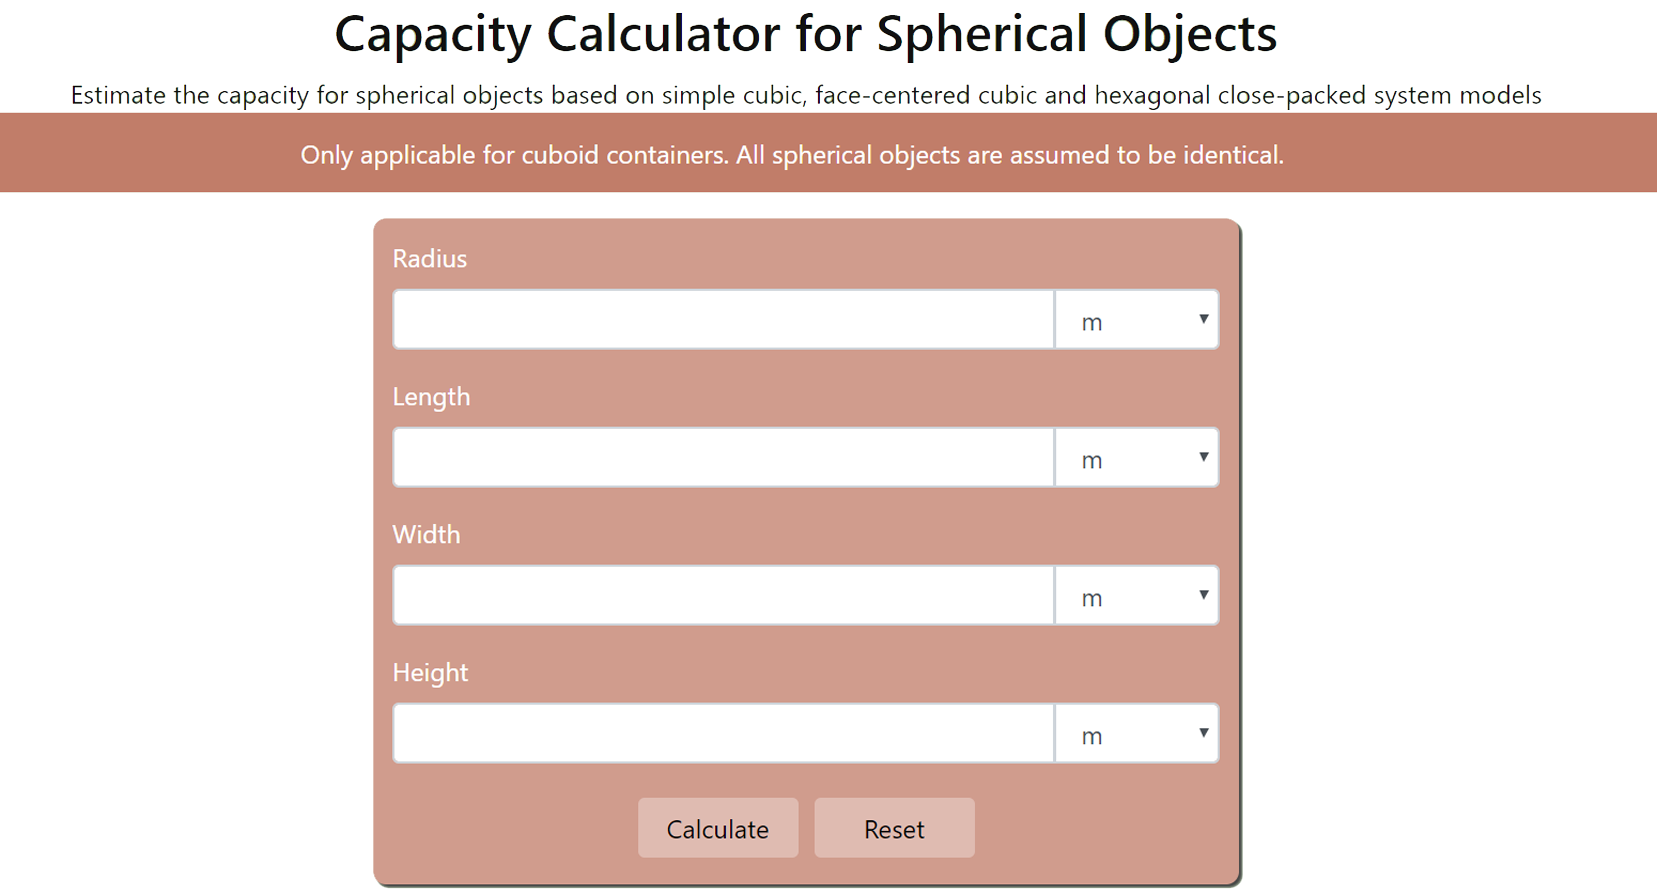 Capacity Calculator for Spherical Objects
Estimate the capacity for spherical objects based on simple cubic, face-centered cubic and hexagonal close-packed system models
Only applicable for cuboid containers. All spherical objects are assumed to be identical.
Radius
m
Length
m
Width
m
Height
m
Calculate Reset